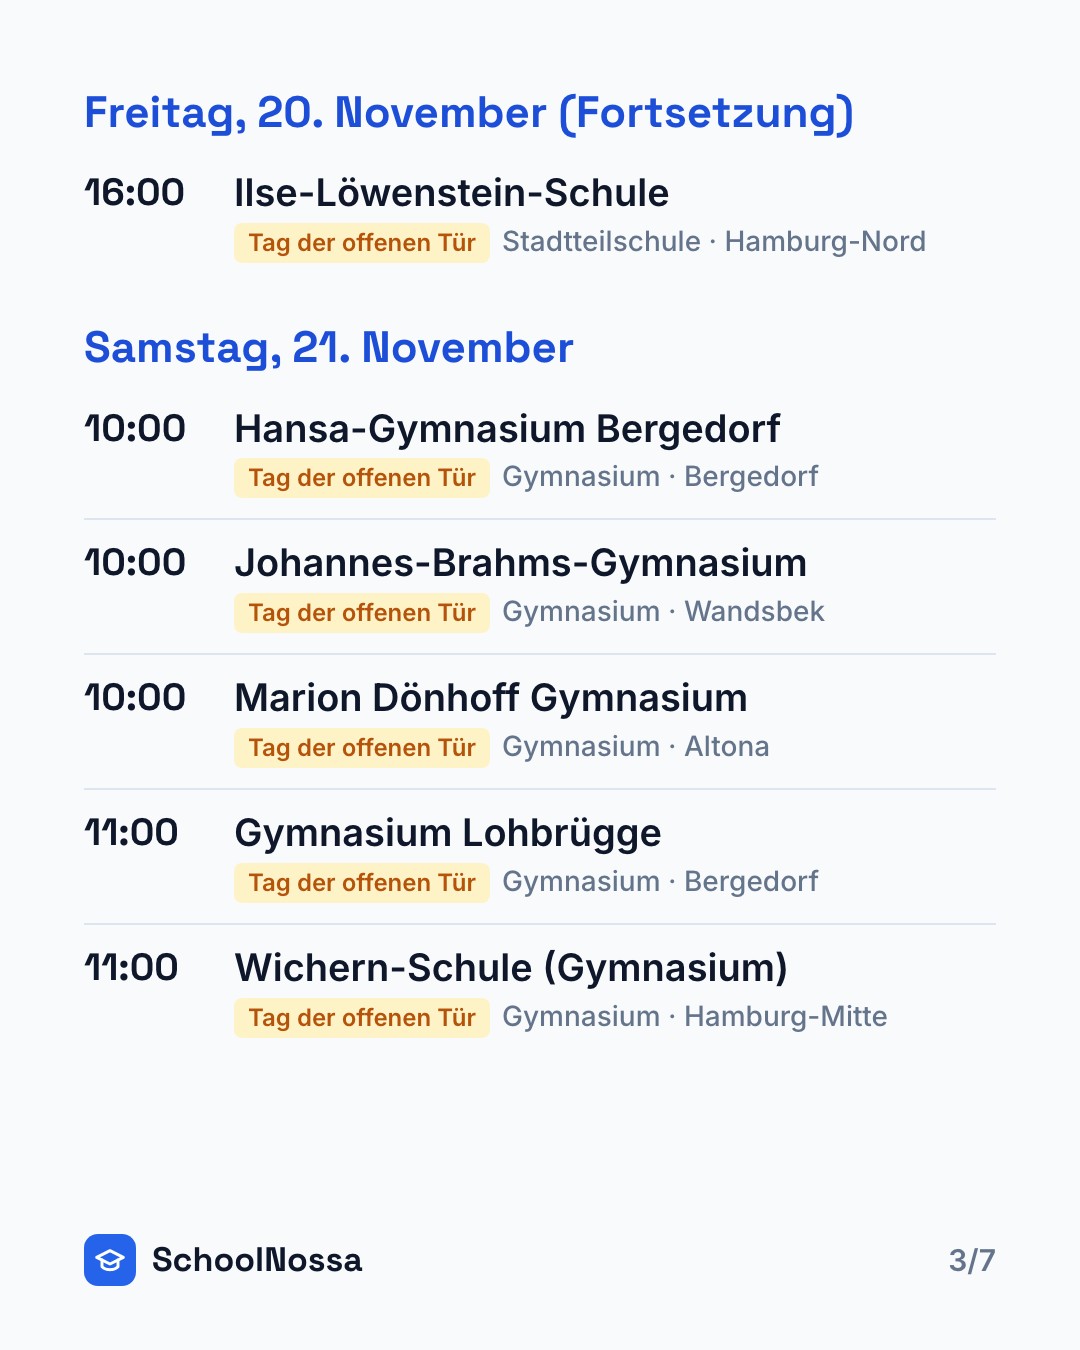 Freitag, 20. November (Fortsetzung)
16:00 Ilse-Löwenstein-Schule
Tag der offenen Tür Stadtteilschule · Hamburg-Nord
Samstag, 21. November
10:00 Hansa-Gymnasium Bergedorf
Tag der offenen Tür Gymnasium · Bergedorf
10:00 Johannes-Brahms-Gymnasium
Tag der offenen Tür Gymnasium · Wandsbek
10:00 Marion Dönhoff Gymnasium
Tag der offenen Tür Gymnasium · Altona
11:00 Gymnasium Lohbrügge
Tag der offenen Tür Gymnasium · Bergedorf
11:00 Wichern-Schule (Gymnasium)
Tag der offenen Tür Gymnasium · Hamburg-Mitte
SchoolNossa 3/7